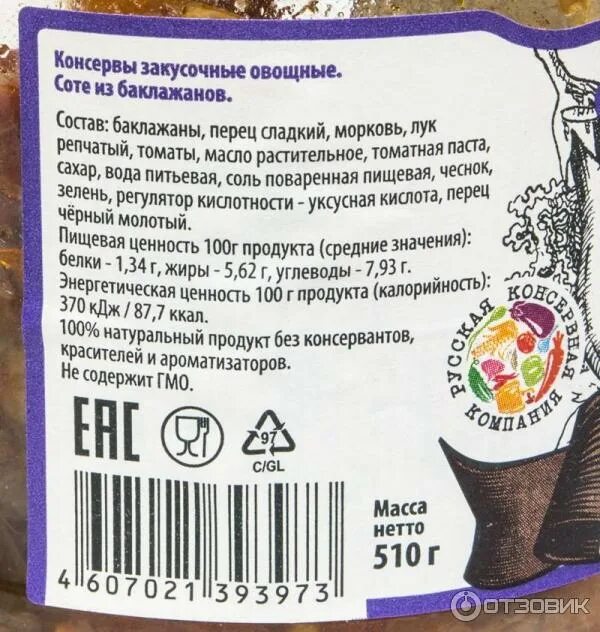 Консервы закусочные овощные.
Соте из баклажанов.
Состав: баклажаны, перец сладкий, морковь, лук
репчатый, томаты, масло растительное, томатная паста,
сахар, вода питьевая, соль поваренная пищевая, чеснок,
зелень, регулятор кислотности - уксусная кислота, перец
чёрный молотый.
Пищевая ценность 100г продукта (средние значения):
белки - 1,34 г, жиры - 5,62 г, углеводы - 7,93 г.
Энергетическая ценность 100 г продукта (калорийность):
370 кДж / 87,7 ккал.
100% натуральный продукт без консервантов,
красителей и ароматизаторов.
Не содержит ГМО.
РУССКАЯ КОНСЕРВНАЯ
КОМПАНИЯ
EAC
97
C/GL
Масса
нетто
510 г
4 607021 393973
ОТЗОВИК